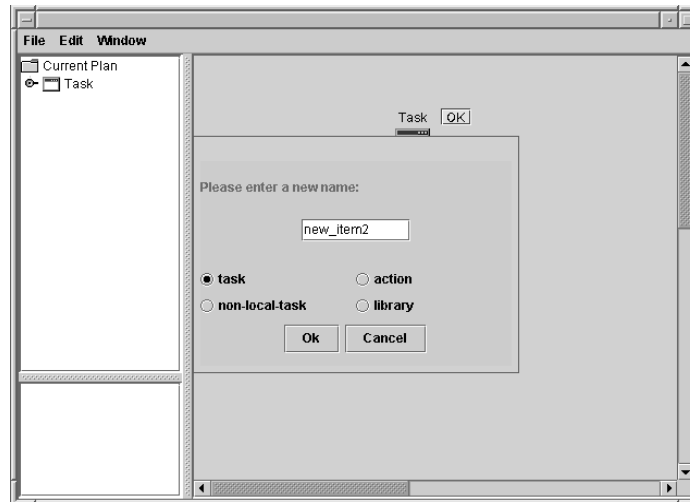 File Edit Window
Current Plan
Task
Task OK
Please enter a new name:
new_item2
task action
non-local-task library
Ok Cancel